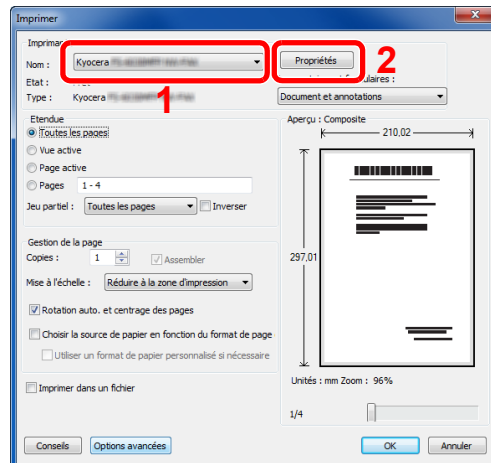 Imprimer
Imprimante
Nom : Kyocera
Propriétés
2
Etat :
Type : Kyocera
1
Document et annotations
Etendue
Toutes les pages
Vue active
Page active
Pages 1 - 4
Jeu partiel : Toutes les pages Inverser
Aperçu : Composite
210,02
297,01
Gestion de la page
Copies : 1 Assembler
Mise à l'échelle : Réduire à la zone d'impression
Rotation auto. et centrage des pages
Choisir la source de papier en fonction du format de page
Utiliser un format de papier personnalisé si nécessaire
Imprimer dans un fichier
Unités : mm Zoom : 96%
1/4
Conseils
Options avancées
OK
Annuler